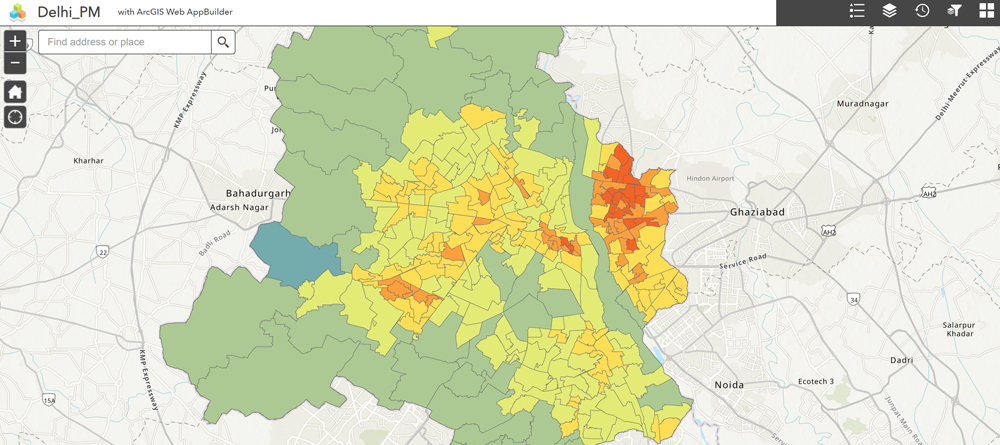 Delhi_PM with ArcGIS Web AppBuilder
Find address or place
KMP Expressway
Kharhar
Bahadurgarh
Adarsh Nagar
Badli Road
22
KMP Expressway
15A
Muradnagar
Delhi-Meerut Expressway
Hindon Airport
AH2
Ghaziabad
AH2
Service Road
34
Salarpur
Khadar
Dadri
Noida
Ecotech 3
Junpat Main Road